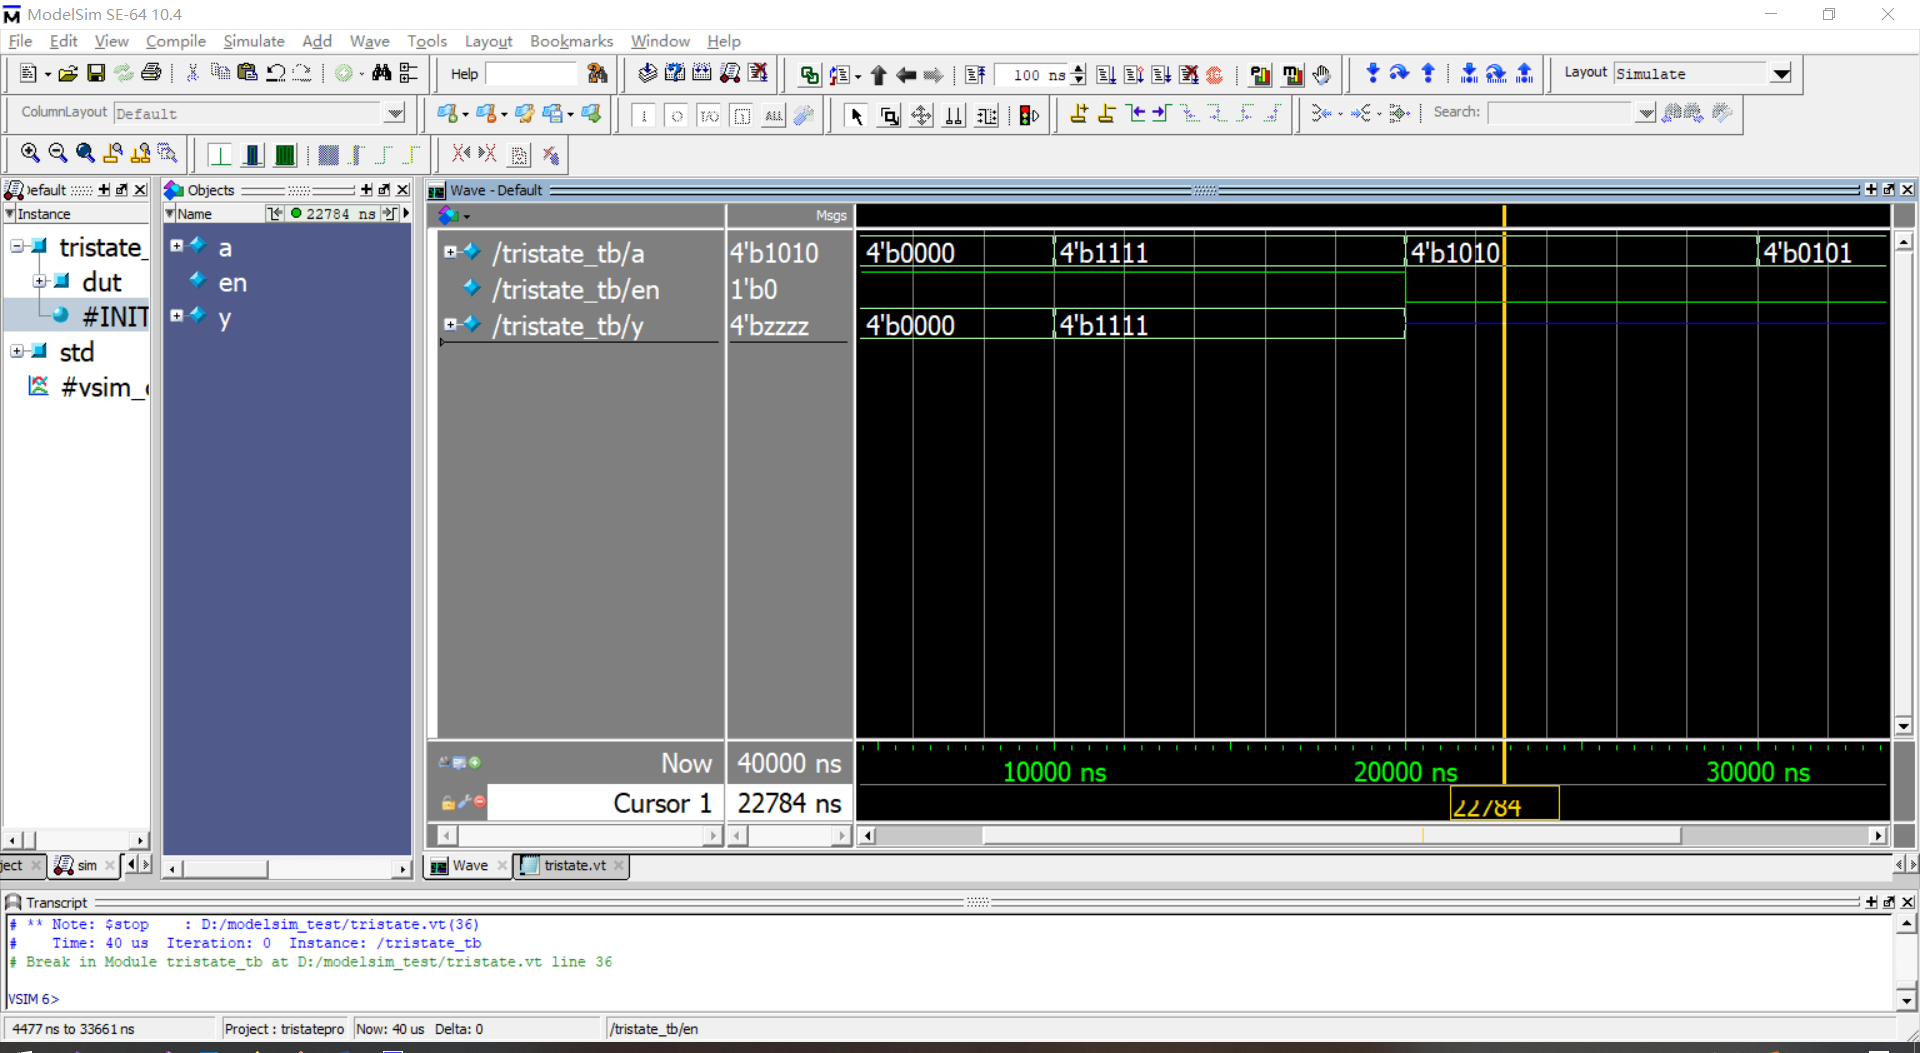 ModelSim SE-64 10.4
File Edit View Compile Simulate Add Wave Tools Layout Bookmarks Window Help
Help 100 ns Layout Simulate
ColumnLayout Default ALL Search:
Default Objects Wave - Default
Instance Name 22784 ns Msgs
tristate_ a /tristate_tb/a 4'b1010 4'b0000 4'b1111 4'b1010 4'b0101
dut en /tristate_tb/en 1'b0
#INIT y /tristate_tb/y 4'bzzzz 4'b0000 4'b1111
std
#vsim_
Now 40000 ns 10000 ns 20000 ns 30000 ns
Cursor 1 22784 ns 22784
ject sim Wave tristate.vt
Transcript
# ** Note: $stop : D:/modelsim_test/tristate.vt(36)
# Time: 40 us Iteration: 0 Instance: /tristate_tb
# Break in Module tristate_tb at D:/modelsim_test/tristate.vt line 36
VSIM 6>
4477 ns to 33661 ns Project : tristatepro Now: 40 us Delta: 0 /tristate_tb/en